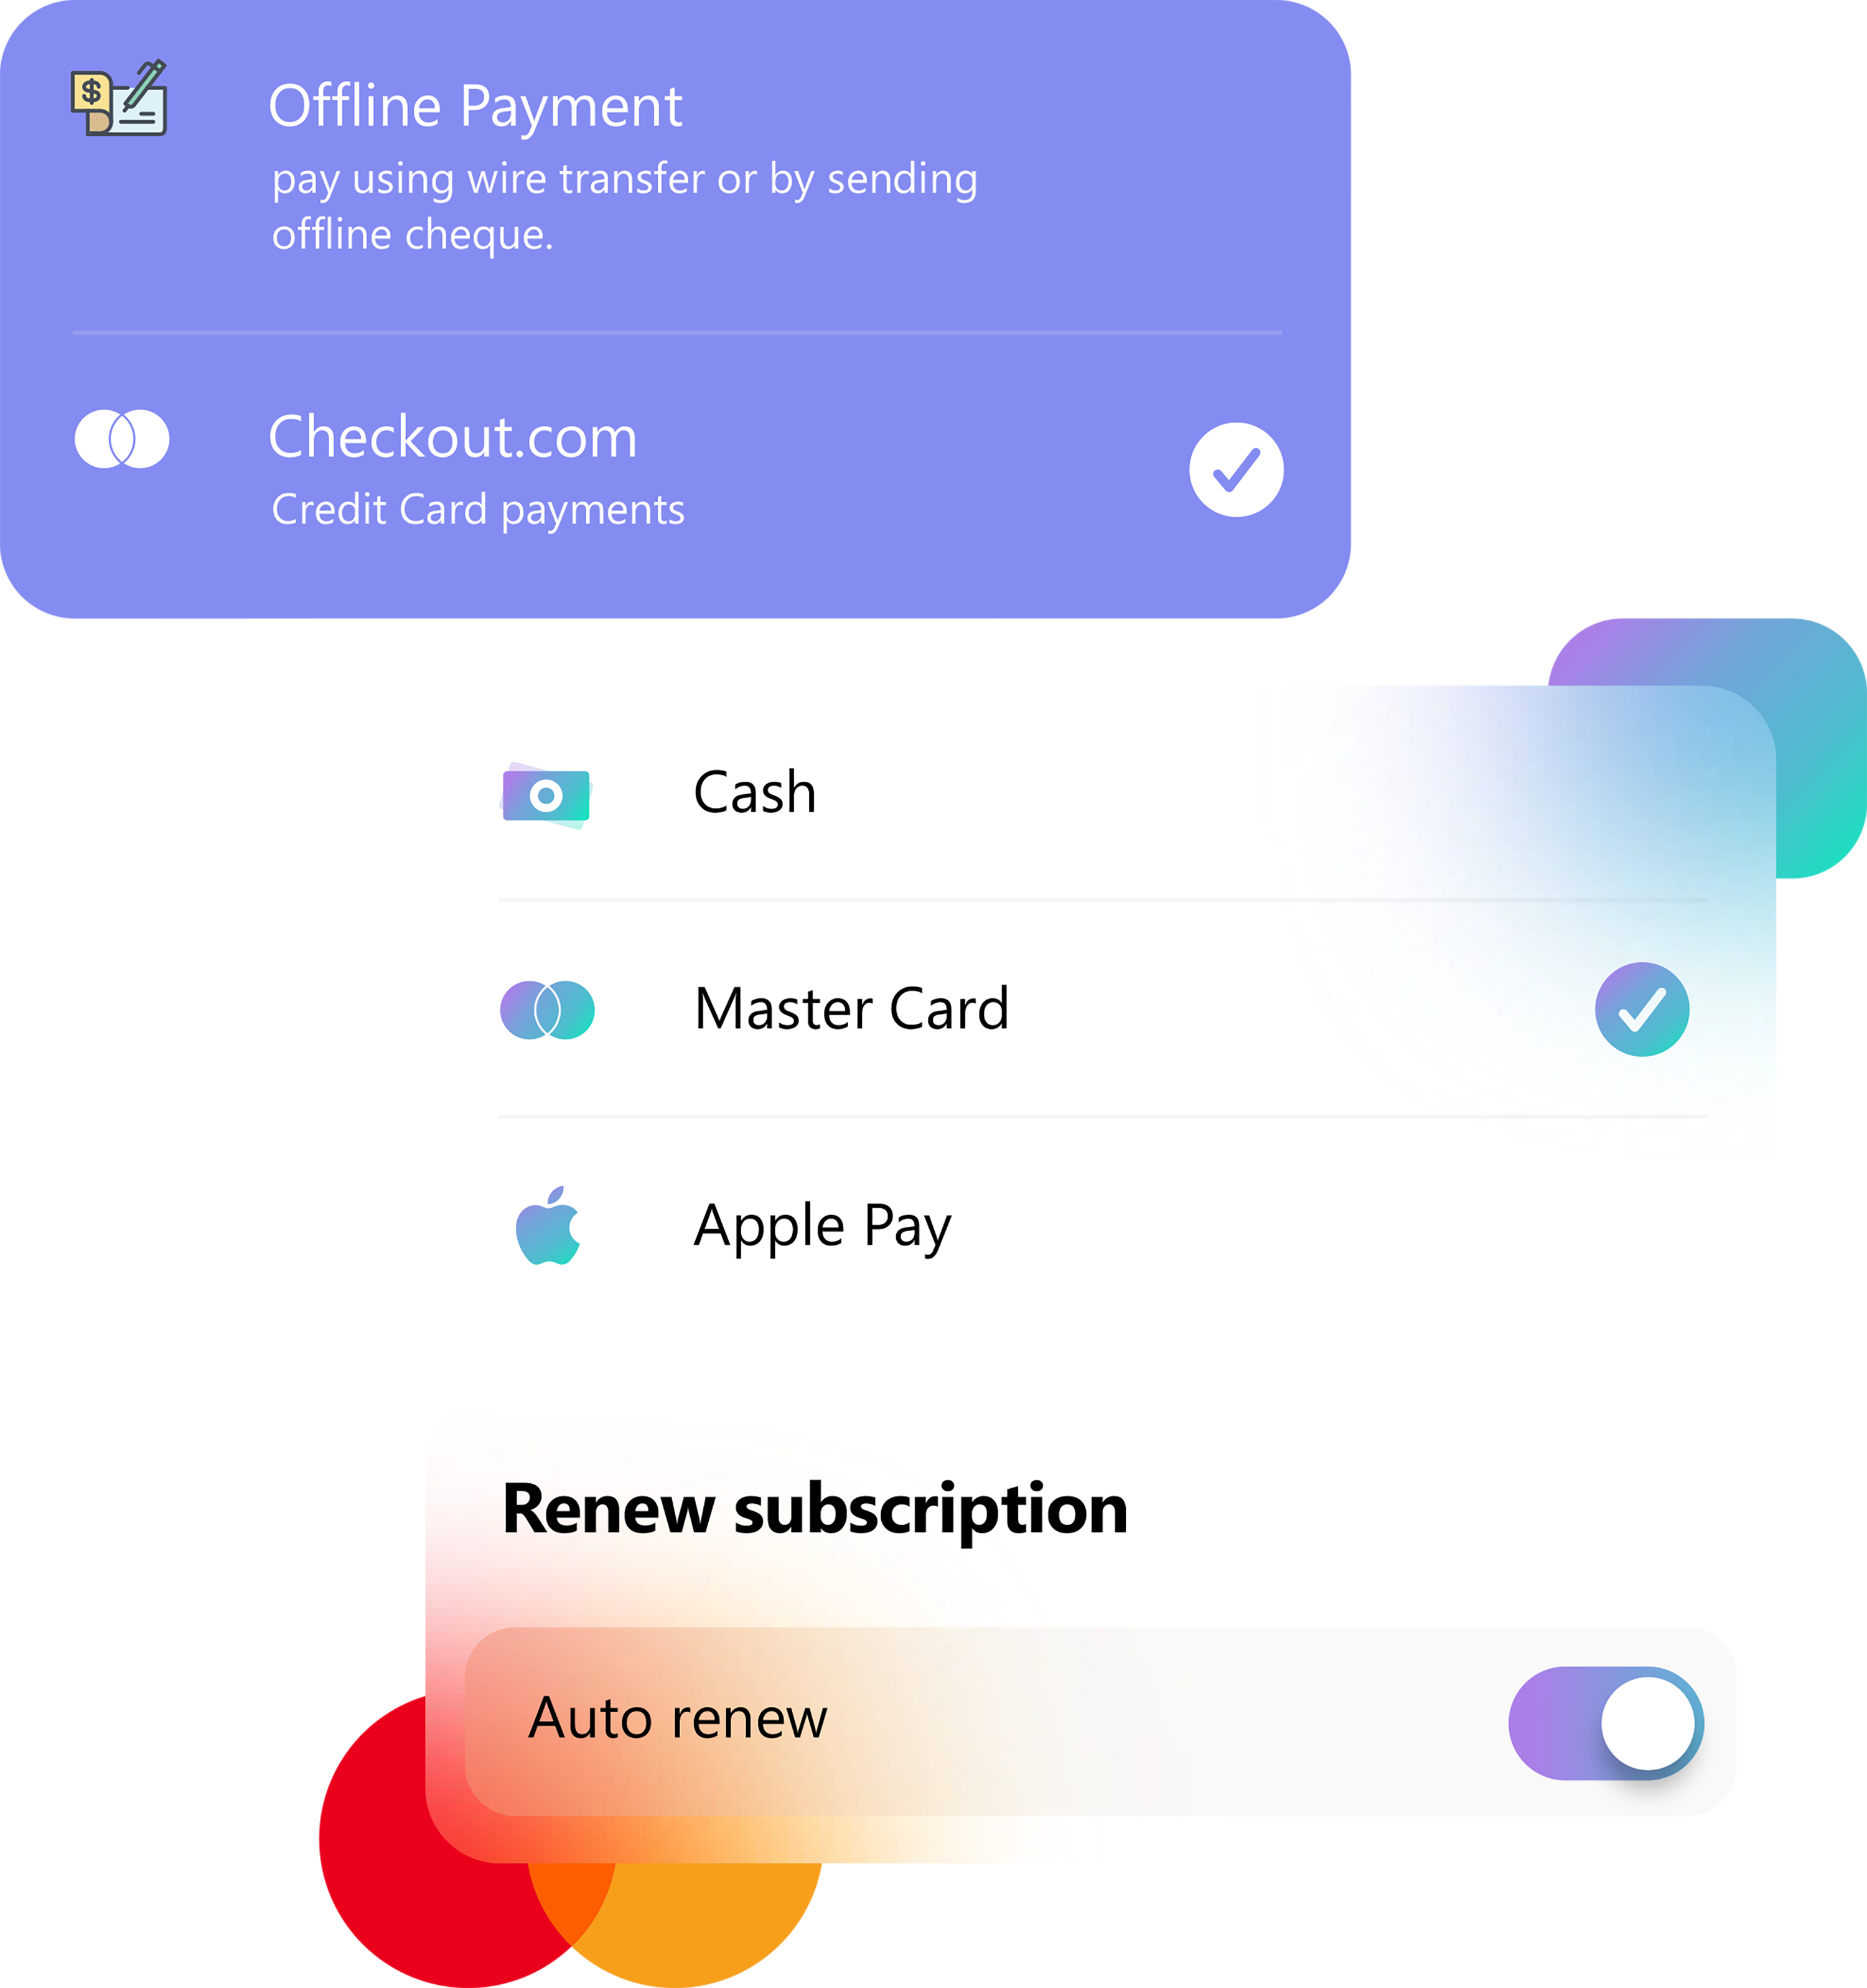 Offline Payment
pay using wire transfer or by sending
offline cheque.
Checkout.com
Credit Card payments
Cash
Master Card
Apple Pay
Renew subscription
Auto renew